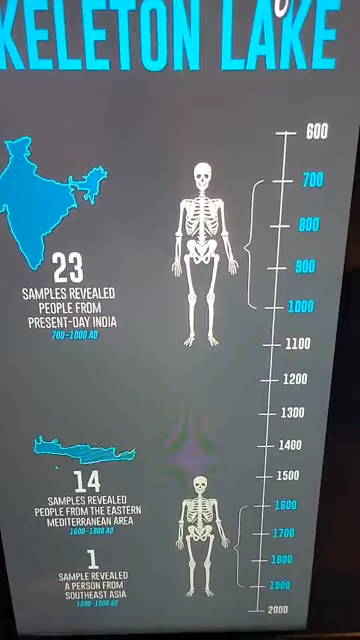 SKELETON LAKE
600
700
800
900
1000
1100
1200
1300
1400
1500
1600
1700
1800
1900
2000
23
SAMPLES REVEALED
PEOPLE FROM
PRESENT-DAY INDIA
700-1000 AD
14
SAMPLES REVEALED
PEOPLE FROM THE EASTERN
MEDITERRANEAN AREA
1600-1900 AD
1
SAMPLE REVEALED
A PERSON FROM
SOUTHEAST ASIA
1600-1900 AD